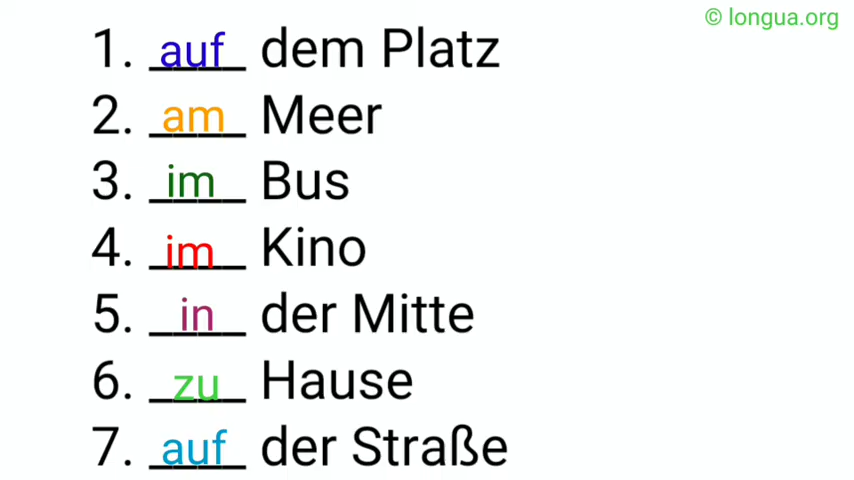 © longua.org
1. auf dem Platz
2. am Meer
3. im Bus
4. im Kino
5. in der Mitte
6. zu Hause
7. auf der Straße